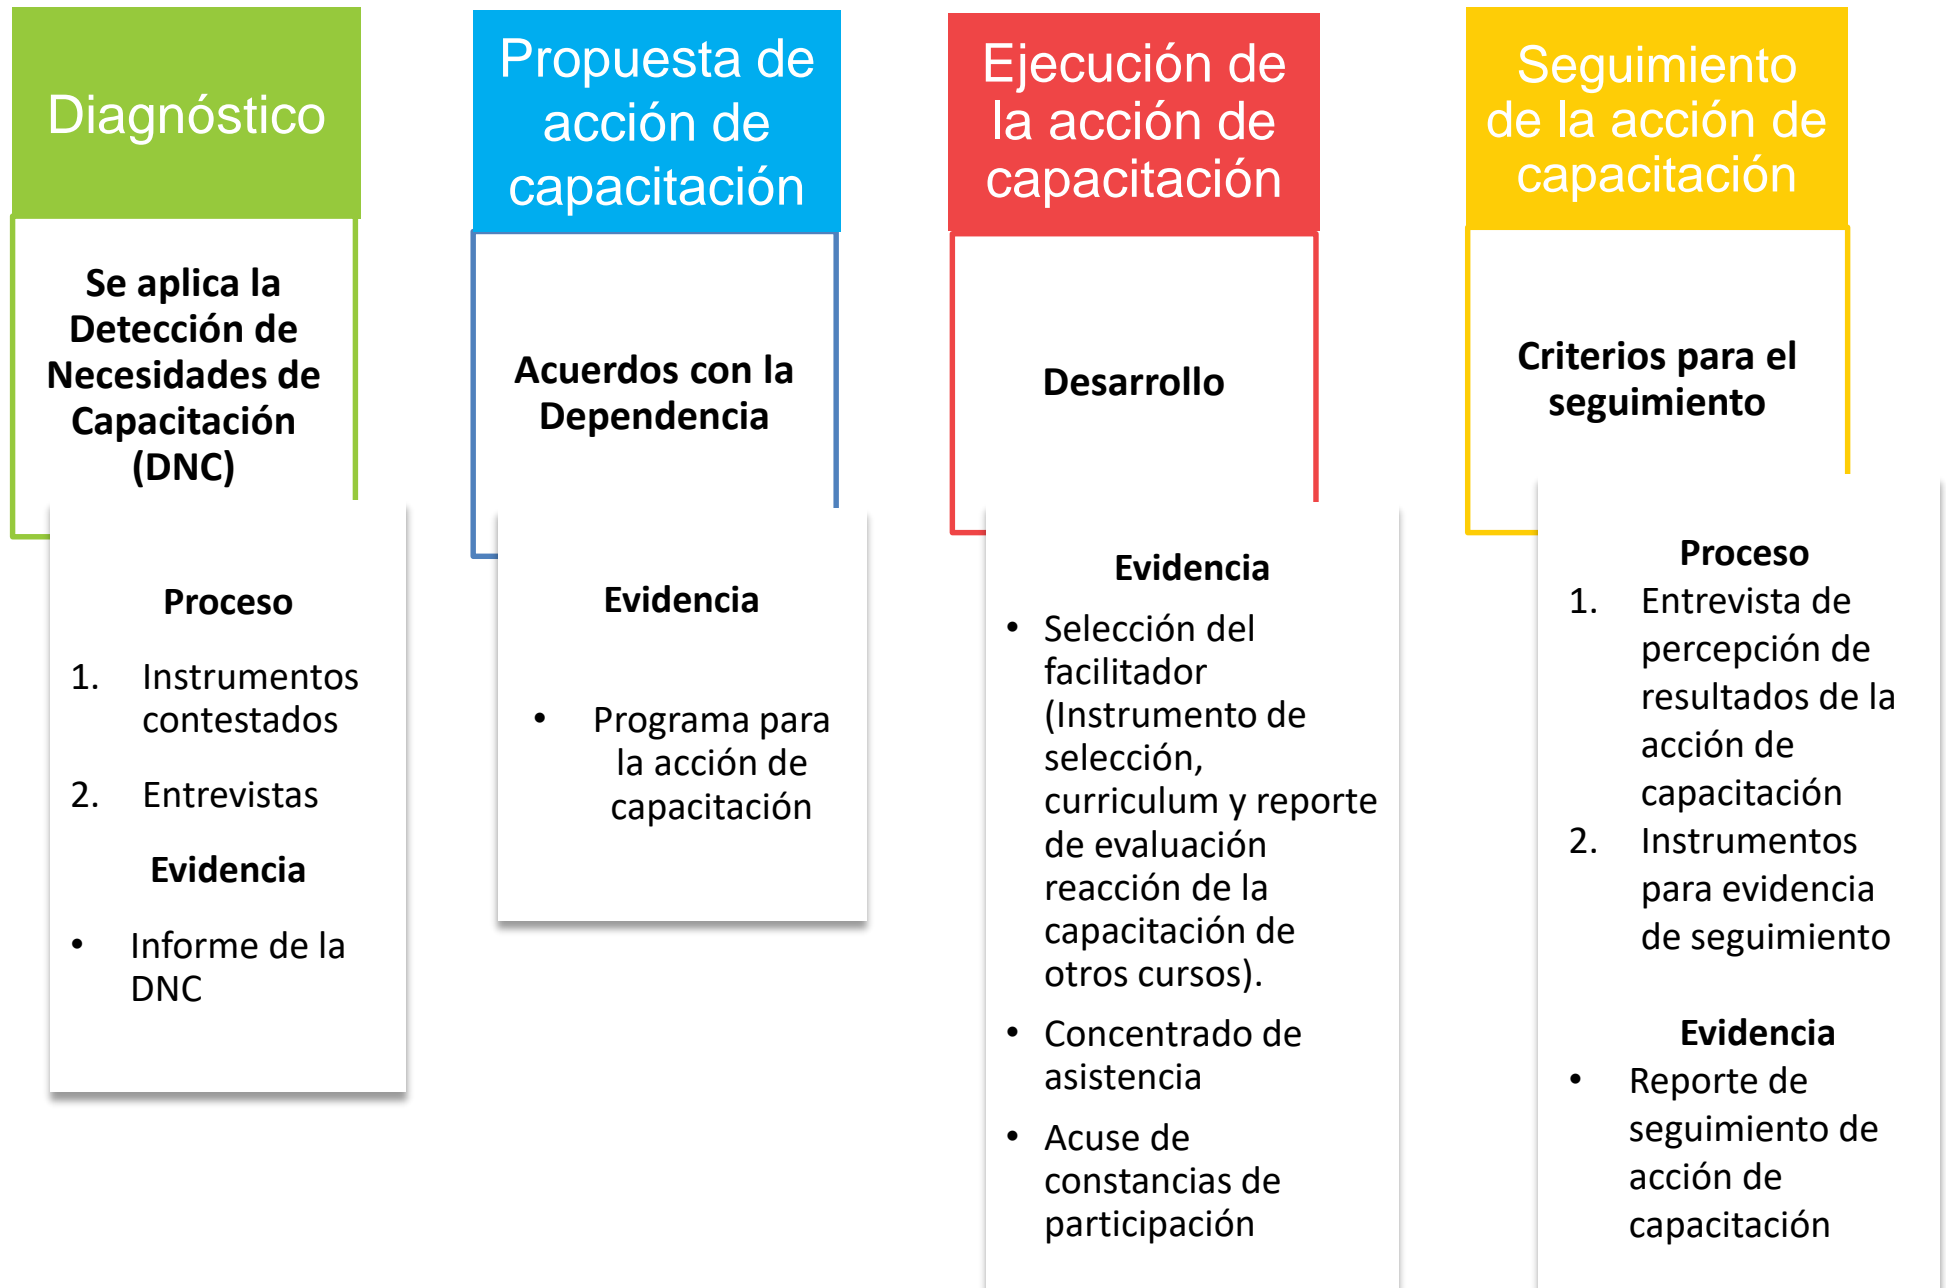 Diagnóstico
Se aplica la
Detección de
Necesidades de
Capacitación
(DNC)
Proceso
1. Instrumentos
contestados
2. Entrevistas
Evidencia
• Informe de la
DNC
Propuesta de
acción de
capacitación
Acuerdos con la
Dependencia
Evidencia
• Programa para
la acción de
capacitación
Ejecución de
la acción de
capacitación
Desarrollo
Evidencia
• Selección del
facilitador
(Instrumento de
selección,
curriculum y reporte
de evaluación
reacción de la
capacitación de
otros cursos).
• Concentrado de
asistencia
• Acuse de
constancias de
participación
Seguimiento
de la acción de
capacitación
Criterios para el
seguimiento
Proceso
1. Entrevista de
percepción de
resultados de la
acción de
capacitación
2. Instrumentos
para evidencia
de seguimiento
Evidencia
• Reporte de
seguimiento de
acción de
capacitación